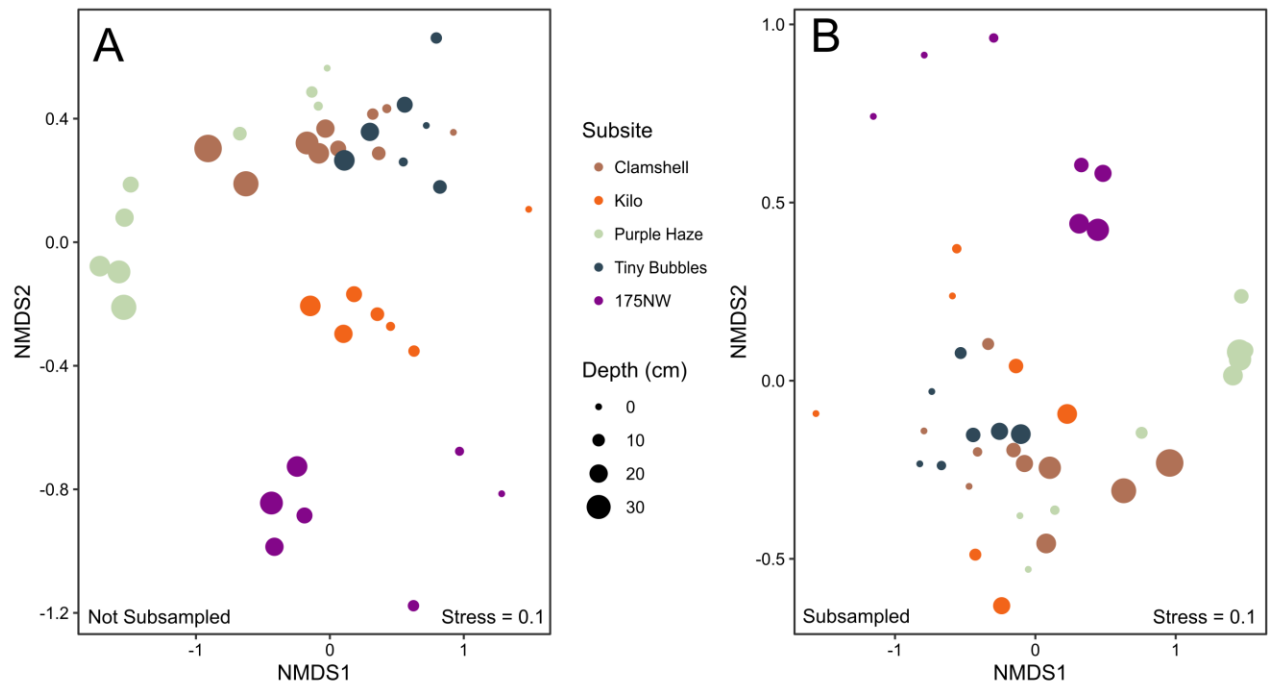 A
0.4
0.0
-0.4
-0.8
-1.2
NMDS2
Not Subsampled
Stress = 0.1
-1
0
1
NMDS1
Subsite
Clamshell
Kilo
Purple Haze
Tiny Bubbles
175NW
Depth (cm)
0
10
20
30
B
1.0
0.5
0.0
-0.5
NMDS2
Subsampled
Stress = 0.1
-1
0
1
NMDS1